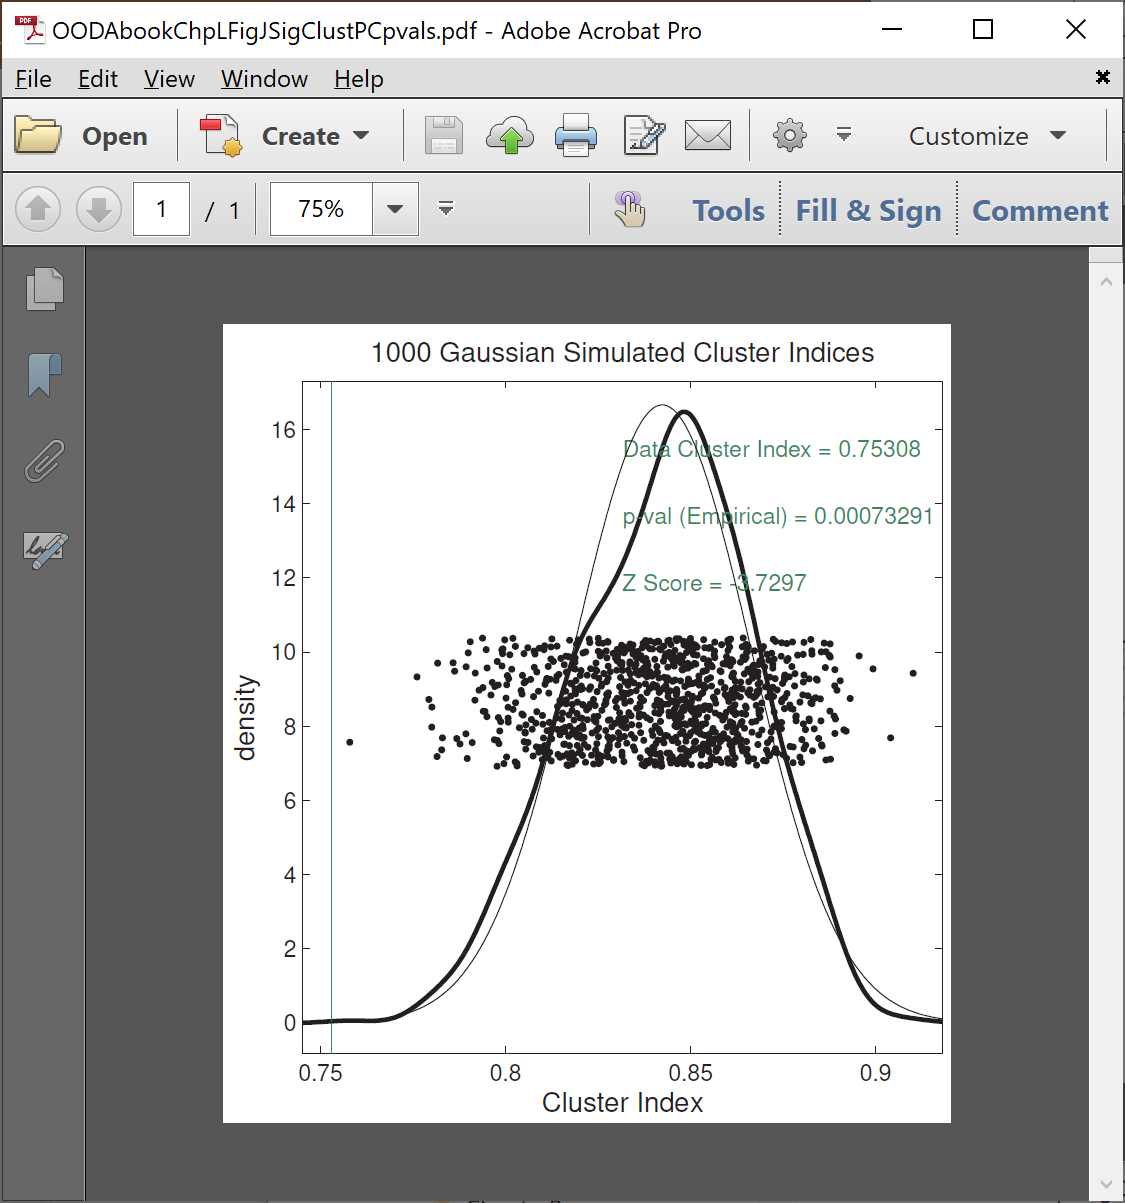 OODAbookChpLFigJSigClustPCpvals.pdf - Adobe Acrobat Pro
File Edit View Window Help
Open Create Customize
1 / 1 75% Tools Fill & Sign Comment
1000 Gaussian Simulated Cluster Indices
Data Cluster Index = 0.75308
p-val (Empirical) = 0.00073291
Z Score = -3.7297
16
14
12
10
8
6
4
2
0
density
0.75 0.8 0.85 0.9
Cluster Index